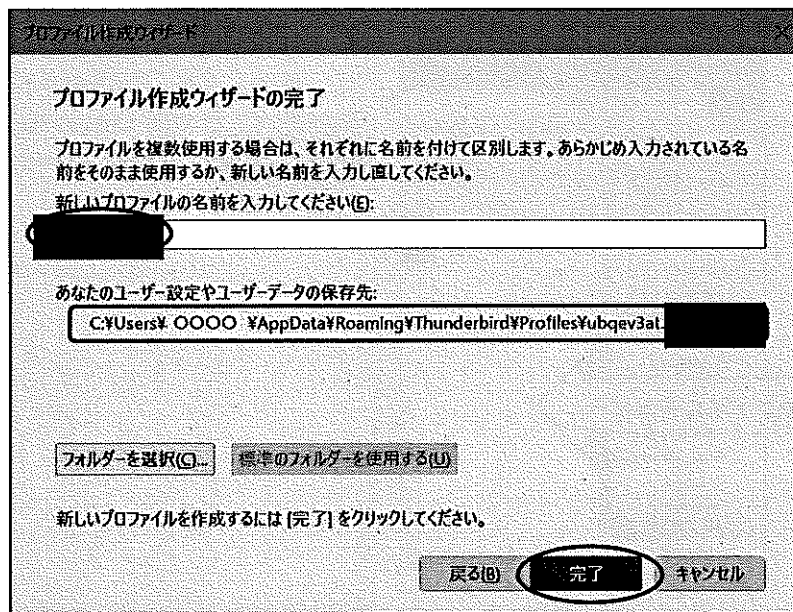 プロファイル作成ウィザード
プロファイル作成ウィザードの完了
プロファイルを複数使用する場合は、それぞれに名前を付けて区別します。あらかじめ入力されている名
前をそのまま使用するか、新しい名前を入力し直してください。
新しいプロファイルの名前を入力してください(E):
あなたのユーザー設定やユーザーデータの保存先:
C:¥Users¥ 〇〇〇〇 ¥AppData¥Roaming¥Thunderbird¥Profiles¥ubqev3at.
フォルダーを選択(C)... 標準のフォルダーを使用する(U)
新しいプロファイルを作成するには [完了] をクリックしてください。
戻る(B) 完了 キャンセル